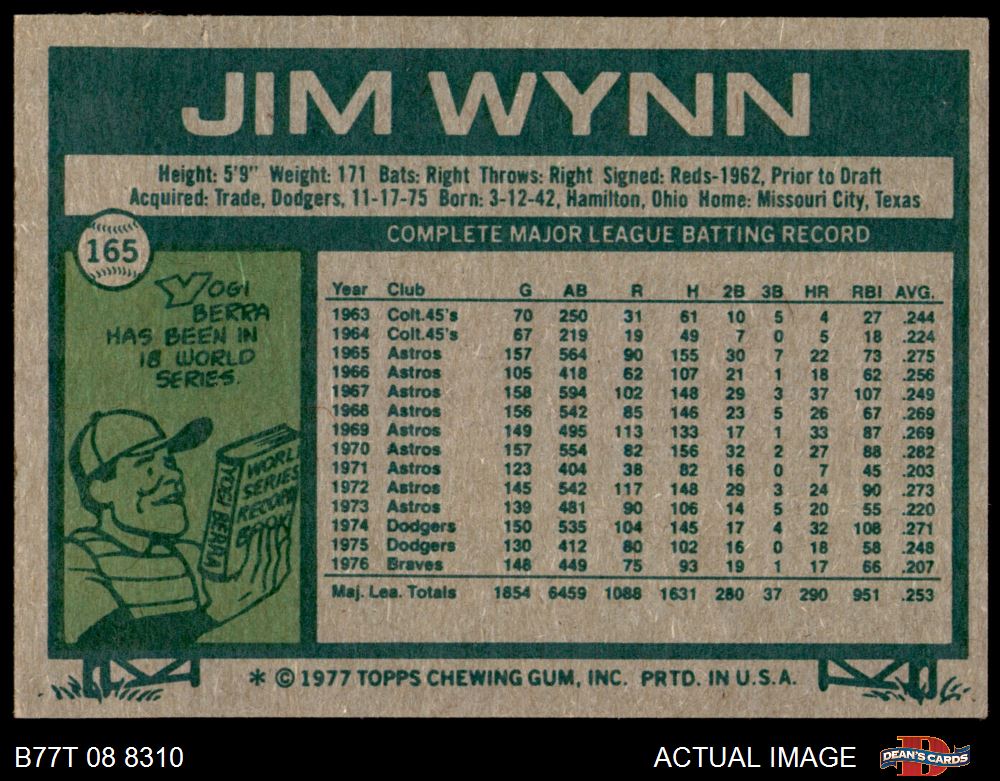 JIM WYNN
Height: 5'9" Weight: 171 Bats: Right Throws: Right Signed: Reds-1962, Prior to Draft
Acquired: Trade, Dodgers, 11-17-75 Born: 3-12-42, Hamilton, Ohio Home: Missouri City, Texas
165
COMPLETE MAJOR LEAGUE BATTING RECORD
YOGI
BERRA
HAS BEEN IN
18 WORLD
SERIES.
WORLD
SERIES
RECORD
BOOK
YOGI BERRA
Year Club G AB R H 2B 3B HR RBI AVG.
1963 Colt.45's 70 250 31 61 10 5 4 27 .244
1964 Colt.45's 67 219 19 49 7 0 5 18 .224
1965 Astros 157 564 90 155 30 7 22 73 .275
1966 Astros 105 418 62 107 21 1 18 62 .256
1967 Astros 158 594 102 148 29 3 37 107 .249
1968 Astros 156 542 85 146 23 5 26 67 .269
1969 Astros 149 495 113 133 17 1 33 87 .269
1970 Astros 157 554 82 156 32 2 27 88 .282
1971 Astros 123 404 38 82 16 0 7 45 .203
1972 Astros 145 542 117 148 29 3 24 90 .273
1973 Astros 139 481 90 106 14 5 20 55 .220
1974 Dodgers 150 535 104 145 17 4 32 108 .271
1975 Dodgers 130 412 80 102 16 0 18 58 .248
1976 Braves 148 449 75 93 19 1 17 66 .207
Maj. Lea. Totals 1854 6459 1088 1631 280 37 290 951 .253
* © 1977 TOPPS CHEWING GUM, INC. PRTD. IN U.S.A.
B77T 08 8310
ACTUAL IMAGE
DEAN'S CARDS